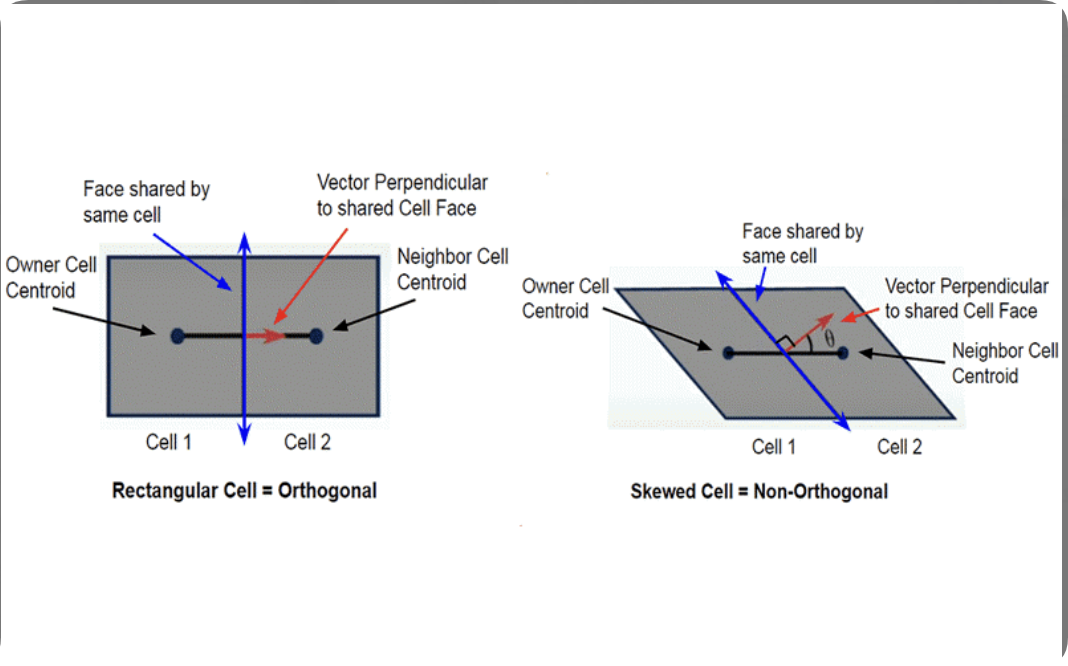 Face shared by
same cell
Vector Perpendicular
to shared Cell Face
Owner Cell
Centroid
Neighbor Cell
Centroid
Cell 1
Cell 2
Rectangular Cell = Orthogonal
Face shared by
same cell
Owner Cell
Centroid
Vector Perpendicular
to shared Cell Face
θ
Neighbor Cell
Centroid
Cell 1
Cell 2
Skewed Cell = Non-Orthogonal